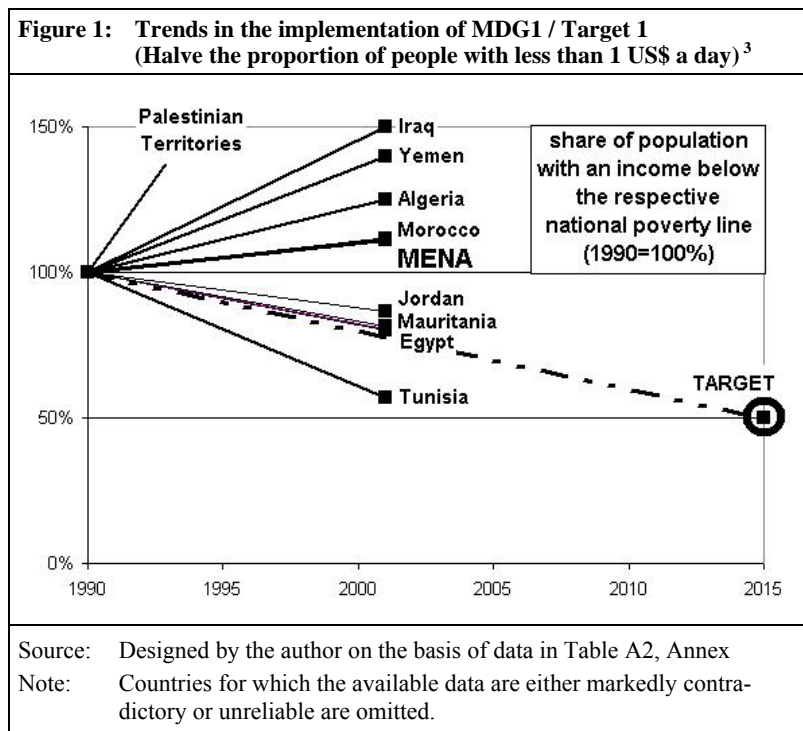 Figure 1: Trends in the implementation of MDG1 / Target 1
(Halve the proportion of people with less than 1 US$ a day) 3
150%
Palestinian
Territories
Iraq
Yemen
Algeria
Morocco
MENA
share of population
with an income below
the respective
national poverty line
(1990=100%)
100%
Jordan
Mauritania
Egypt
Tunisia
TARGET
50%
0%
1990 1995 2000 2005 2010 2015
Source: Designed by the author on the basis of data in Table A2, Annex
Note: Countries for which the available data are either markedly contra-
dictory or unreliable are omitted.